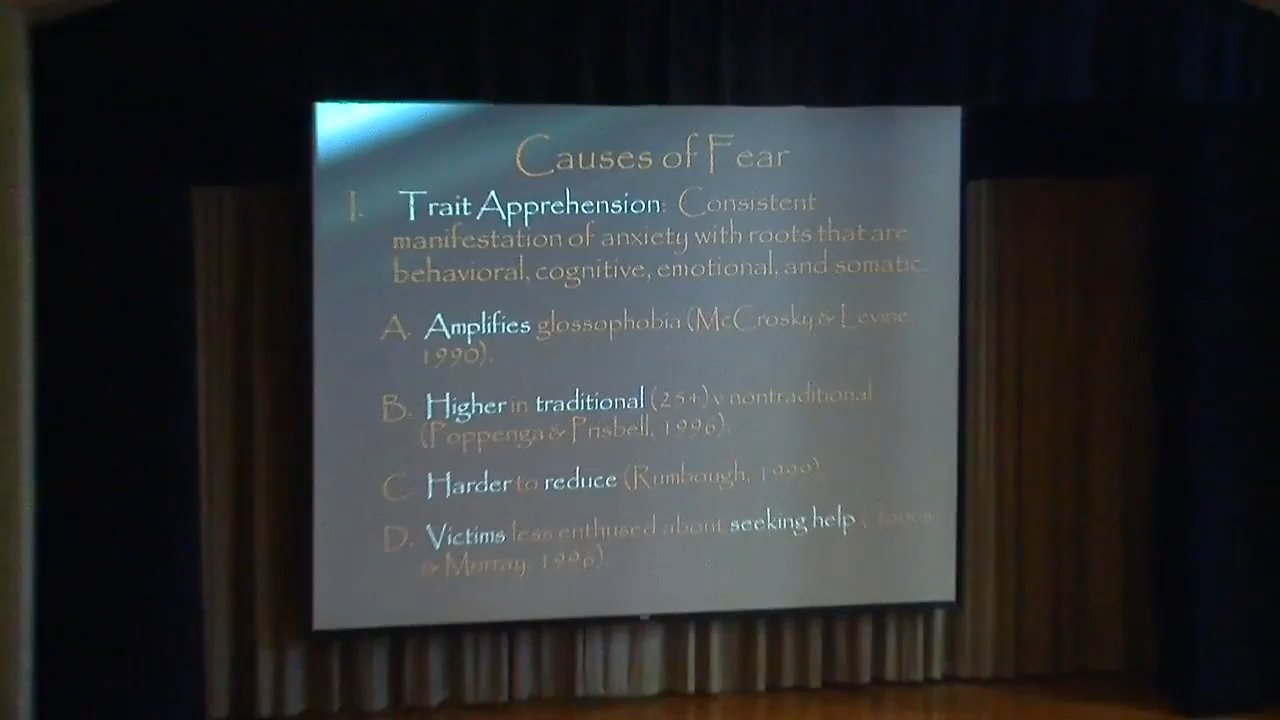 Causes of Fear
I. Trait Apprehension: Consistent
manifestation of anxiety with roots that are
behavioral, cognitive, emotional, and somatic.
A. Amplifies glossophobia (McCrosky & Levine,
1990).
B. Higher in traditional (25+) v nontraditional
(Poppenga & Prisbell, 1996).
C. Harder to reduce (Rumbough, 1999).
D. Victims less enthused about seeking help (
& Murray, 1996).